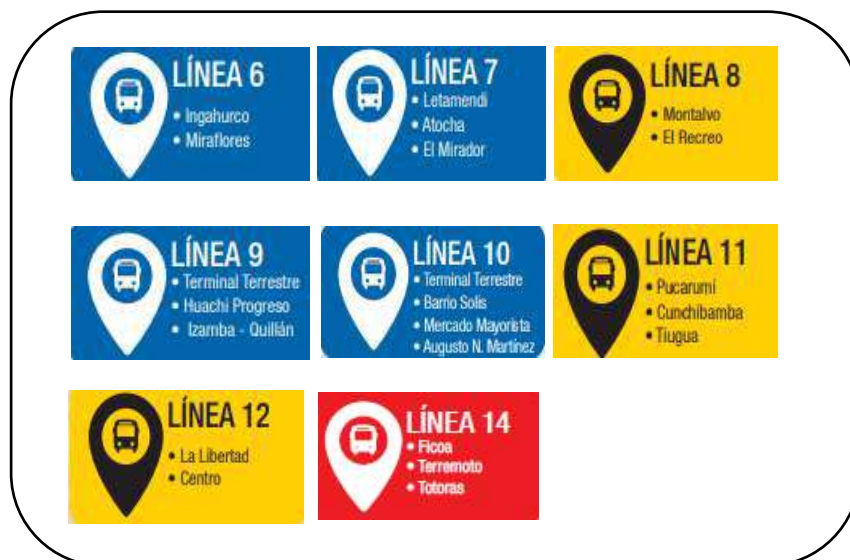 LÍNEA 6
• Ingahurco
• Miraflores
LÍNEA 7
• Letamendi
• Atocha
• El Mirador
LÍNEA 8
• Montalvo
• El Recreo
LÍNEA 9
• Terminal Terrestre
• Huachi Progreso
• Izamba - Quillán
LÍNEA 10
• Terminal Terrestre
• Barrio Solis
• Mercado Mayorista
• Augusto N. Martínez
LÍNEA 11
• Pucarumí
• Cunchibamba
• Tiugua
LÍNEA 12
• La Libertad
• Centro
LÍNEA 14
• Ficoa
• Terremoto
• Totoras